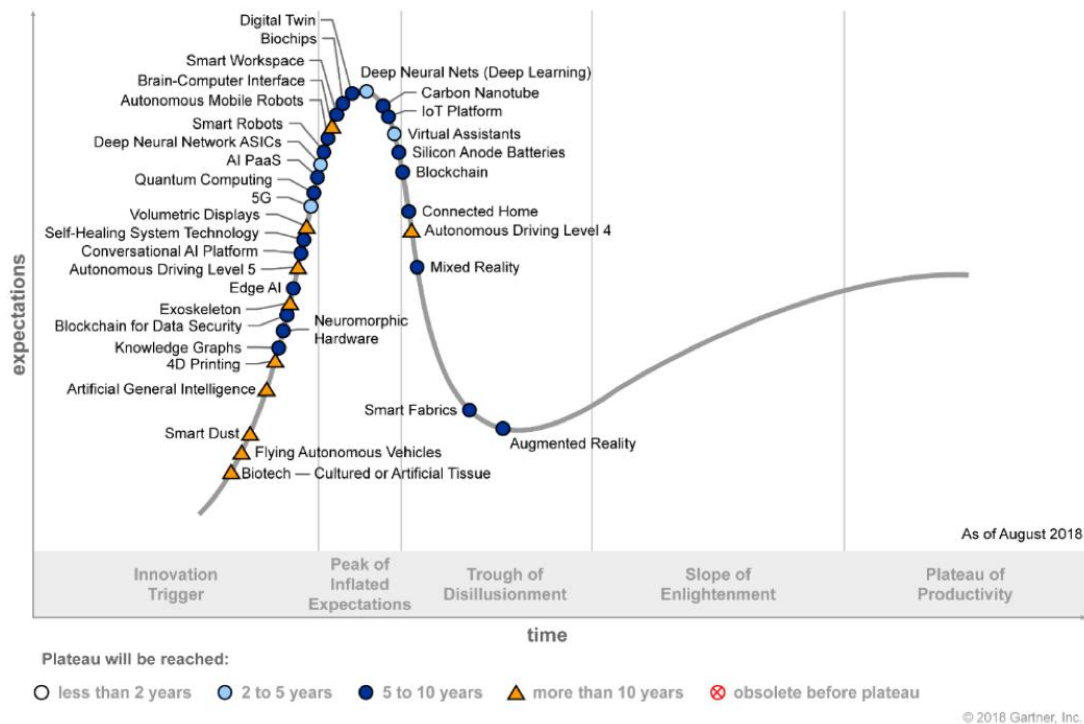 Digital Twin
Biochips
Smart Workspace
Brain-Computer Interface
Autonomous Mobile Robots
Smart Robots
Deep Neural Network ASICs
AI PaaS
Quantum Computing
5G
Volumetric Displays
Self-Healing System Technology
Conversational AI Platform
Autonomous Driving Level 5
Edge AI
Exoskeleton
Blockchain for Data Security
Neuromorphic
Hardware
Knowledge Graphs
4D Printing
Artificial General Intelligence
Smart Dust
Flying Autonomous Vehicles
Biotech — Cultured or Artificial Tissue
Deep Neural Nets (Deep Learning)
Carbon Nanotube
IoT Platform
Virtual Assistants
Silicon Anode Batteries
Blockchain
Connected Home
Autonomous Driving Level 4
Mixed Reality
Smart Fabrics
Augmented Reality
expectations
As of August 2018
Innovation
Trigger
Peak of
Inflated
Expectations
Trough of
Disillusionment
Slope of
Enlightenment
Plateau of
Productivity
time
Plateau will be reached:
less than 2 years
2 to 5 years
5 to 10 years
more than 10 years
obsolete before plateau
© 2018 Gartner, Inc.